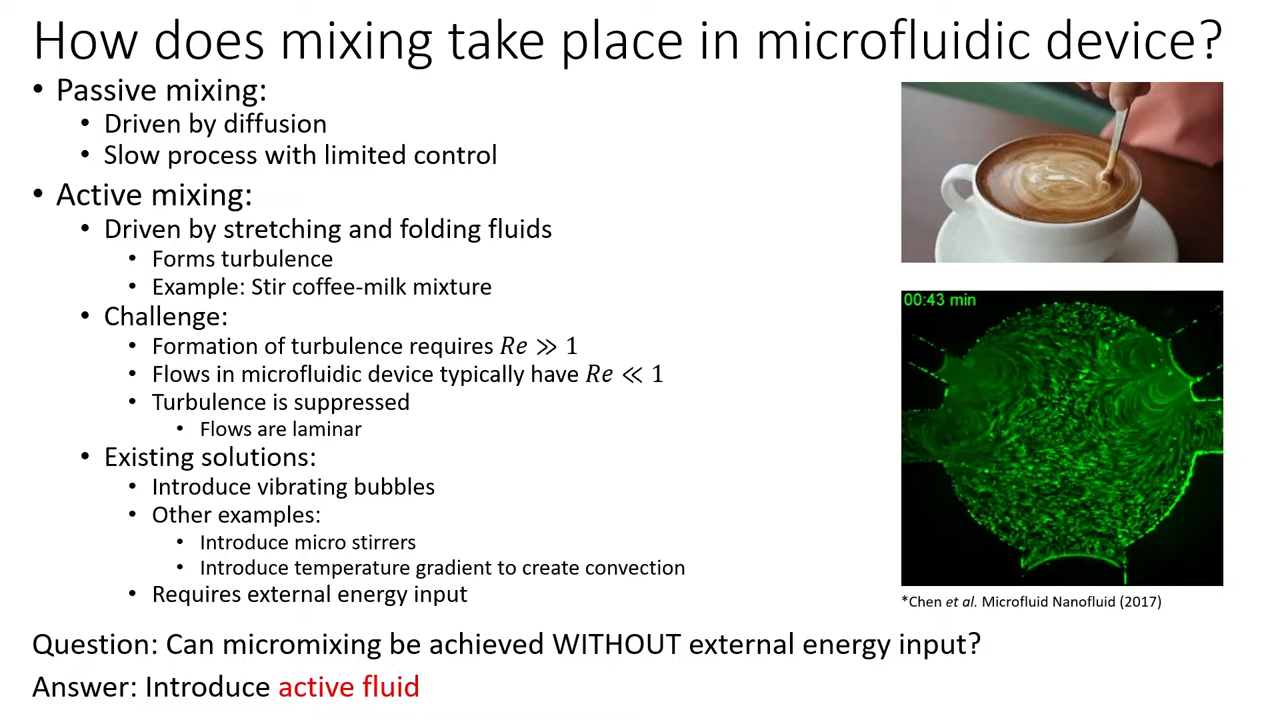 How does mixing take place in microfluidic device?
• Passive mixing:
• Driven by diffusion
• Slow process with limited control
• Active mixing:
• Driven by stretching and folding fluids
• Forms turbulence
• Example: Stir coffee-milk mixture
• Challenge:
• Formation of turbulence requires 𝑅𝑒 ≫ 1
• Flows in microfluidic device typically have 𝑅𝑒 ≪ 1
• Turbulence is suppressed
• Flows are laminar
• Existing solutions:
• Introduce vibrating bubbles
• Other examples:
• Introduce micro stirrers
• Introduce temperature gradient to create convection
• Requires external energy input
00:43 min
*Chen et al. Microfluid Nanofluid (2017)
Question: Can micromixing be achieved WITHOUT external energy input?
Answer: Introduce active fluid